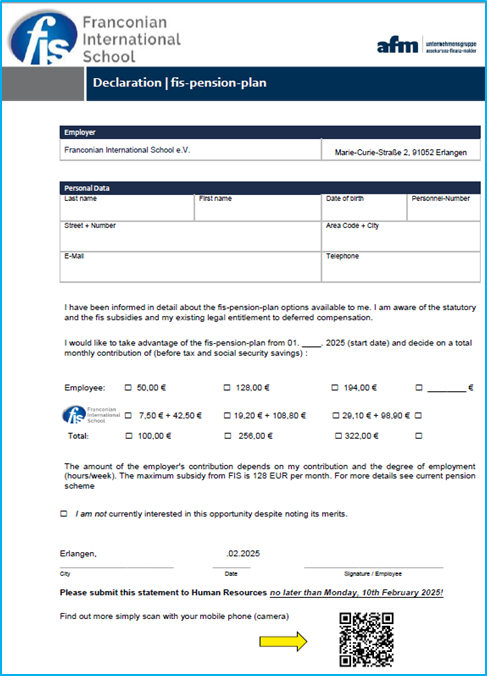 fis
Franconian
International
School
afm unternehmensgruppe
assekuranz-finanz-makler
Declaration | fis-pension-plan
Employer
Franconian International School e.V. Marie-Curie-Straße 2, 91052 Erlangen
Personal Data
Last name First name Date of birth Personnel-Number
Street + Number Area Code + City
E-Mail Telephone
I have been informed in detail about the fis-pension-plan options available to me. I am aware of the statutory
and the fis subsidies and my existing legal entitlement to deferred compensation.
I would like to take advantage of the fis-pension-plan from 01. ____. 2025 (start date) and decide on a total
monthly contribution of (before tax and social security savings) :
Employee: ☐ 50,00 € ☐ 128,00 € ☐ 194,00 € ☐ ________ €
fis Franconian International School ☐ 7,50 € + 42,50 € ☐ 19,20 € + 108,80 € ☐ 29,10 € + 98,90 € ☐
Total: ☐ 100,00 € ☐ 256,00 € ☐ 322,00 € ☐
The amount of the employer's contribution depends on my contribution and the degree of employment
(hours/week). The maximum subsidy from FIS is 128 EUR per month. For more details see current pension
scheme
☐ I am not currently interested in this opportunity despite noting its merits.
Erlangen, .02.2025
City Date Signature / Employee
Please submit this statement to Human Resources no later than Monday, 10th February 2025!
Find out more simply scan with your mobile phone (camera)